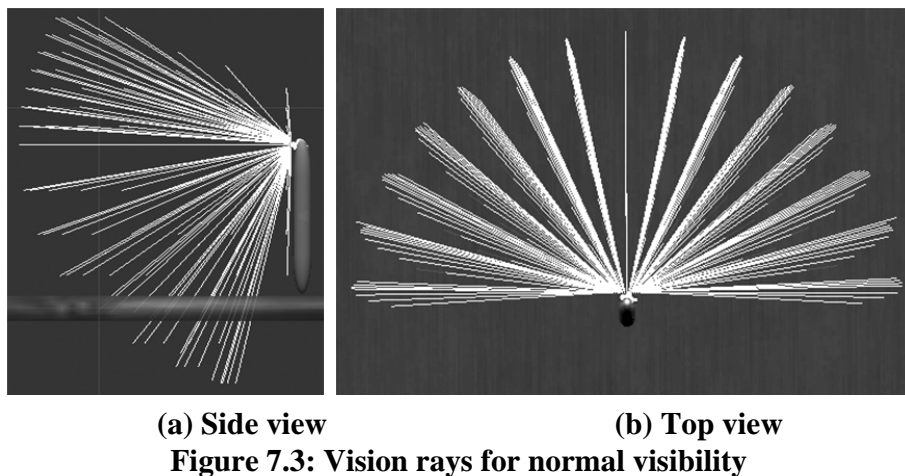 (a) Side view (b) Top view
Figure 7.3: Vision rays for normal visibility